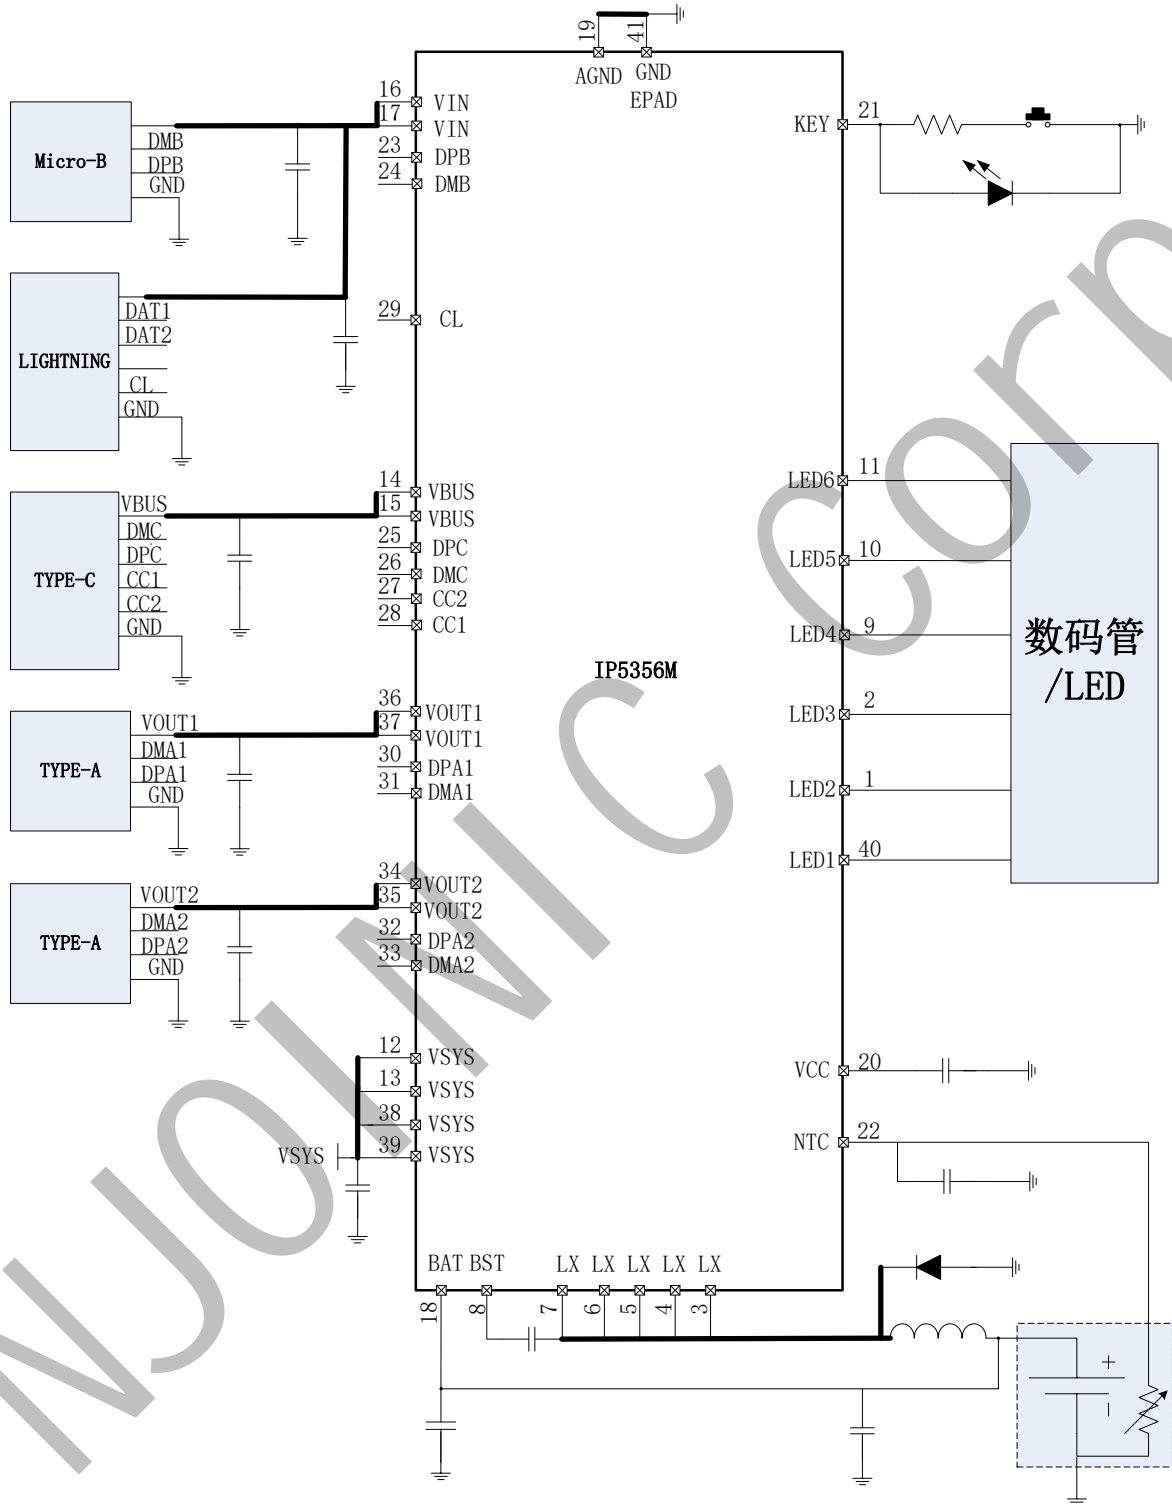 19
41
AGND
GND
EPAD
Micro-B
DMB
DPB
GND
16
VIN
17
VIN
23
DPB
24
DMB
KEY
21
LIGHTNING
DAT1
DAT2
CL
GND
29
CL
TYPE-C
VBUS
DMC
DPC
CC1
CC2
GND
14
VBUS
15
VBUS
25
DPC
26
DMC
27
CC2
28
CC1
LED6
11
LED5
10
LED4
9
LED3
2
LED2
1
LED1
40
数码管
/LED
IP5356M
TYPE-A
VOUT1
DMA1
DPA1
GND
36
VOUT1
37
VOUT1
30
DPA1
31
DMA1
TYPE-A
VOUT2
DMA2
DPA2
GND
34
VOUT2
35
VOUT2
32
DPA2
33
DMA2
12
VSYS
13
VSYS
38
VSYS
39
VSYS
VSYS
VCC
20
NTC
22
BAT
BST
LX
LX
LX
LX
LX
18
8
7
6
5
4
3
+
−
NJOINIC Corp